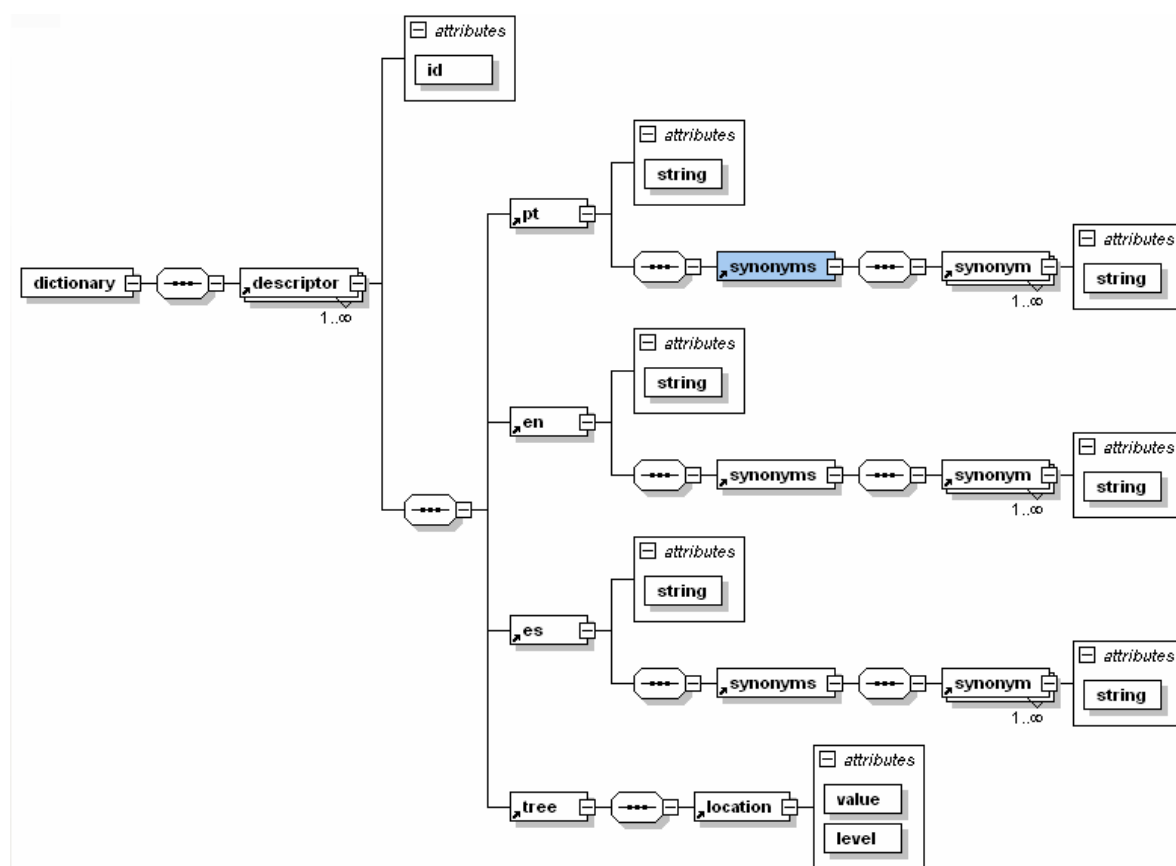 attributes
id
attributes
string
pt
synonyms
synonym
1..∞
attributes
string
dictionary
descriptor
1..∞
attributes
string
en
synonyms
synonym
1..∞
attributes
string
attributes
string
es
synonyms
synonym
1..∞
attributes
string
tree
location
attributes
value
level